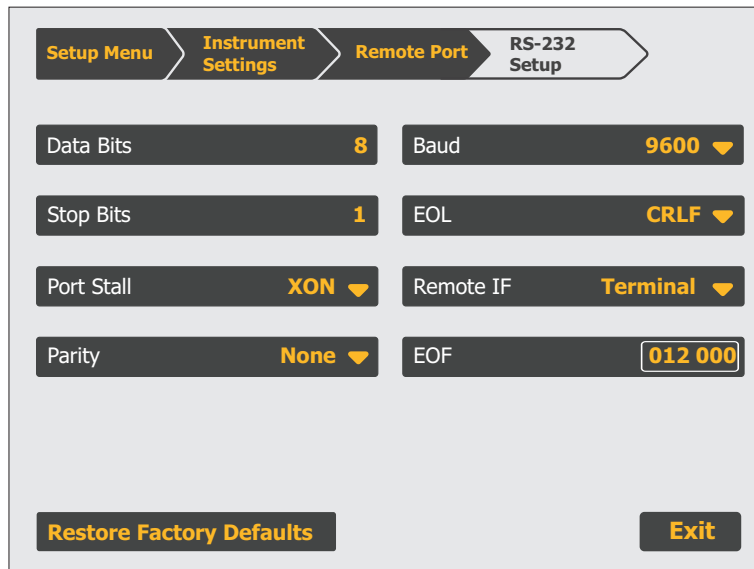 Setup Menu
Instrument
Settings
Remote Port
RS-232
Setup
Data Bits 8
Baud 9600
Stop Bits 1
EOL CRLF
Port Stall XON
Remote IF Terminal
Parity None
EOF 012 000
Restore Factory Defaults
Exit